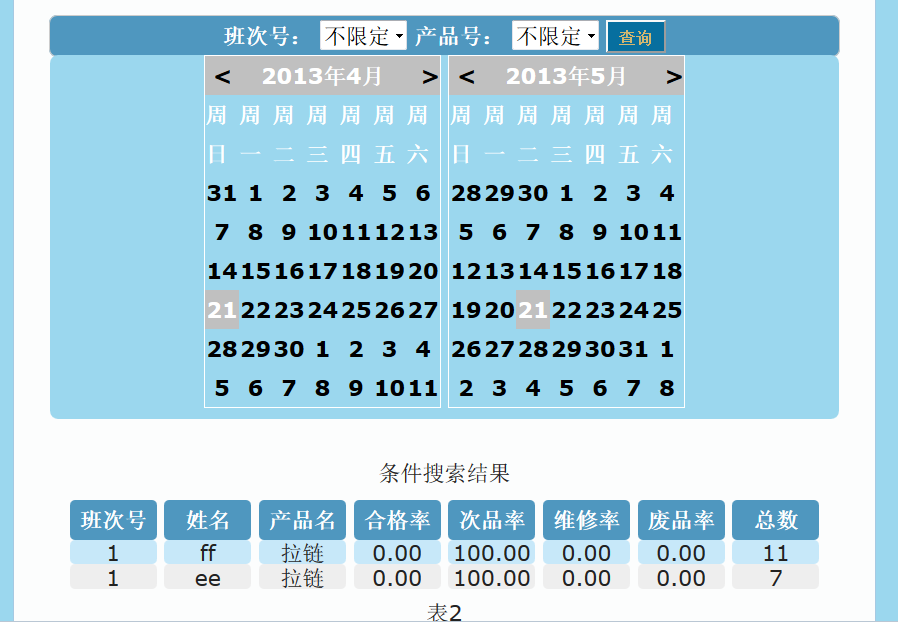 班次号： 不限定 产品号： 不限定 查询
< 2013年4月 > < 2013年5月 >
周 周 周 周 周 周 周 周 周 周 周 周 周 周
日 一 二 三 四 五 六 日 一 二 三 四 五 六
31 1 2 3 4 5 6 28 29 30 1 2 3 4
7 8 9 10 11 12 13 5 6 7 8 9 10 11
14 15 16 17 18 19 20 12 13 14 15 16 17 18
21 22 23 24 25 26 27 19 20 21 22 23 24 25
28 29 30 1 2 3 4 26 27 28 29 30 31 1
5 6 7 8 9 10 11 2 3 4 5 6 7 8
条件搜索结果
班次号 姓名 产品名 合格率 次品率 维修率 废品率 总数
1 ff 拉链 0.00 100.00 0.00 0.00 11
1 ee 拉链 0.00 100.00 0.00 0.00 7
表2